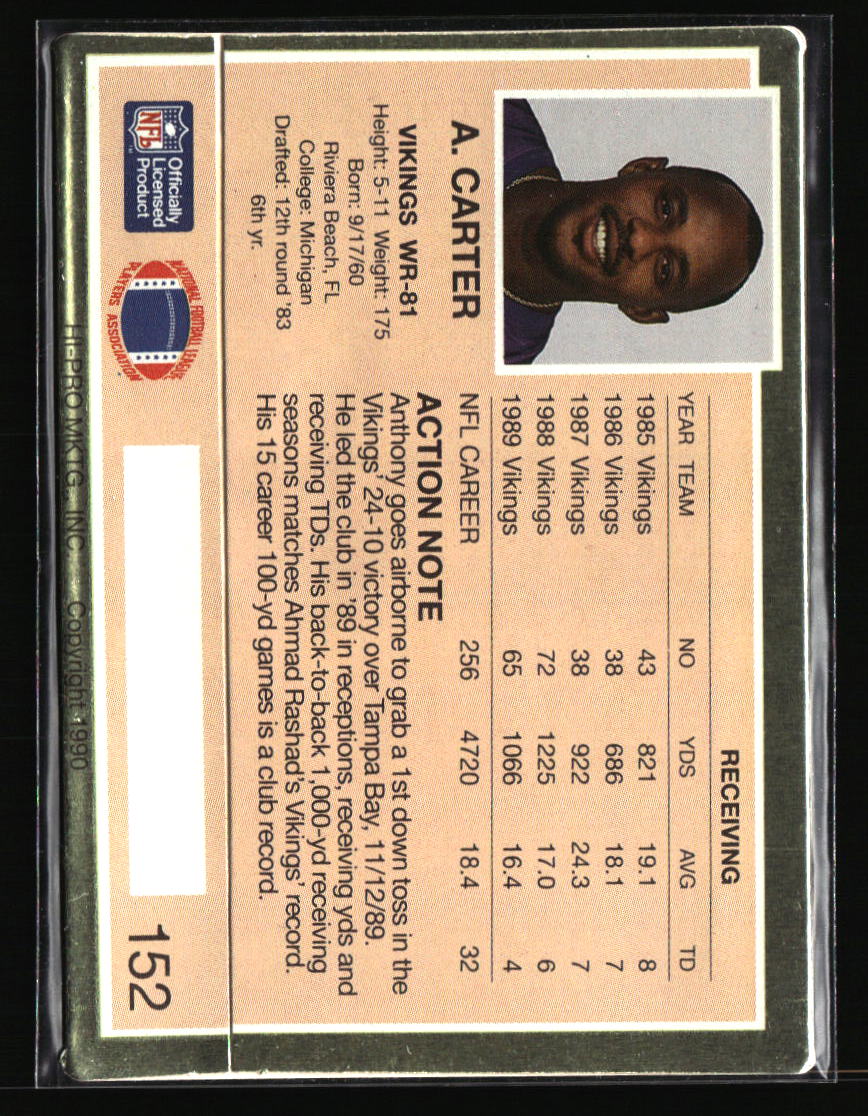 A. CARTER
VIKINGS WR-81
Height: 5-11 Weight: 175
Born: 9/17/60
Riviera Beach, FL
College: Michigan
Drafted: 12th round '83
6th yr.
RECEIVING
YEAR TEAM NO YDS AVG TD
1985 Vikings 43 821 19.1 8
1986 Vikings 38 686 18.1 7
1987 Vikings 38 922 24.3 7
1988 Vikings 72 1225 17.0 6
1989 Vikings 65 1066 16.4 4
NFL CAREER 256 4720 18.4 32
ACTION NOTE
Anthony goes airborne to grab a 1st down toss in the
Vikings' 24-10 victory over Tampa Bay, 11/12/89.
He led the club in '89 in receptions, receiving yds and
receiving TDs. His back-to-back 1,000-yd receiving
seasons matches Ahmad Rashad's Vikings' record.
His 15 career 100-yd games is a club record.
NFL
Officially
Licensed
Product
NATIONAL FOOTBALL LEAGUE
PLAYERS ASSOCIATION
152
HI-PRO MKTG., INC. Copyright 1990